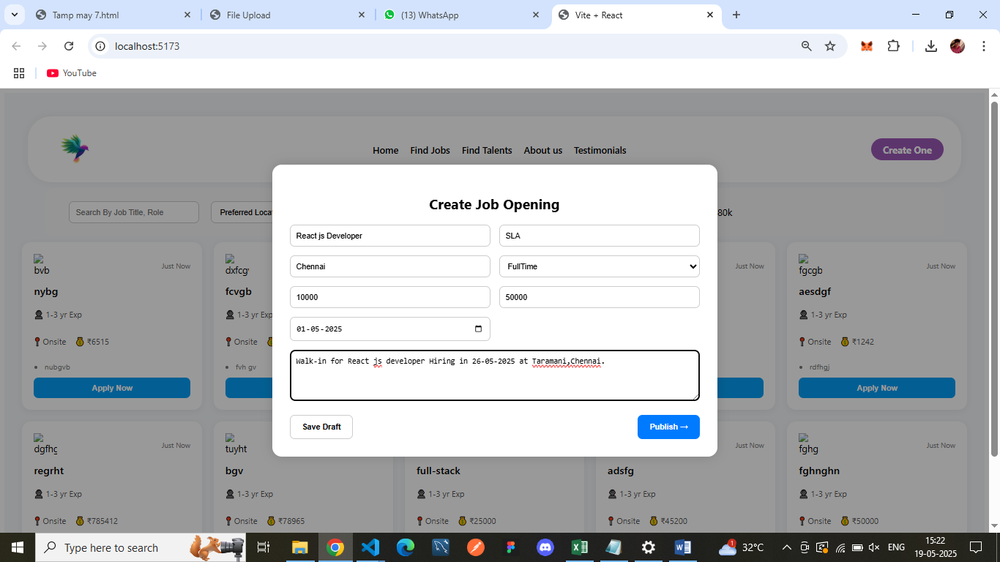 Tamp may 7.html
File Upload
(13) WhatsApp
Vite + React
localhost:5173
YouTube
Home Find Jobs Find Talents About us Testimonials
Create One
Search By Job Title, Role
Preferred Loca
80k
Create Job Opening
React js Developer
SLA
Chennai
FullTime
10000
50000
01-05-2025
Walk-in for React js developer Hiring in 26-05-2025 at Taramani,Chennai.
Save Draft
Publish →
bvb
Just Now
nybg
1-3 yr Exp
Onsite ₹6515
nubgvb
Apply Now
dxfcgv
fcvgb
1-3 yr Exp
Onsite
fvh gv
Just Now
fgcgb
Just Now
aesdgf
1-3 yr Exp
Onsite ₹1242
rdfhgj
Apply Now
dgfhg
Just Now
regrht
1-3 yr Exp
Onsite ₹785412
tuyht
bgv
1-3 yr Exp
Onsite ₹78965
full-stack
1-3 yr Exp
Onsite ₹25000
Just Now
adsfg
1-3 yr Exp
Onsite ₹45200
fghg
Just Now
fghnghn
1-3 yr Exp
Onsite ₹50000
Type here to search
1
32°C
ENG
15:22
19-05-2025